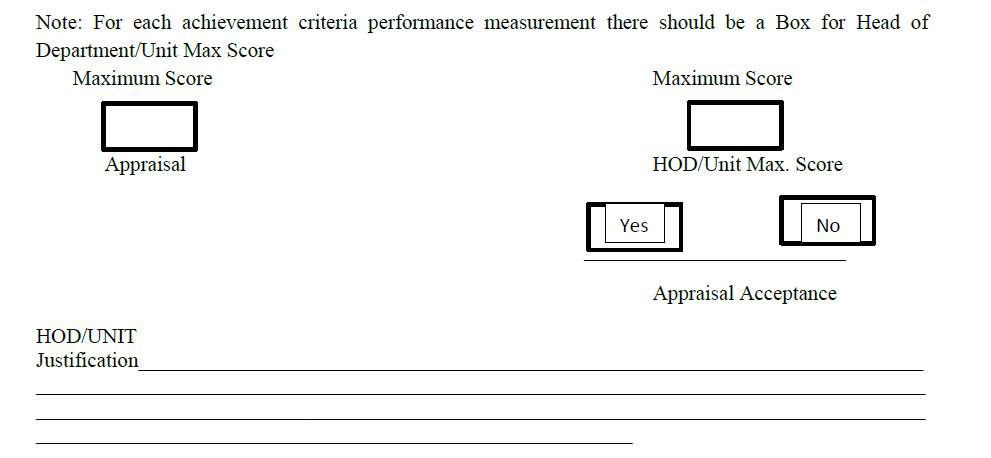 Note: For each achievement criteria performance measurement there should be a Box for Head of
Department/Unit Max Score
Maximum Score Maximum Score
Appraisal HOD/Unit Max. Score
Yes No
Appraisal Acceptance
HOD/UNIT
Justification